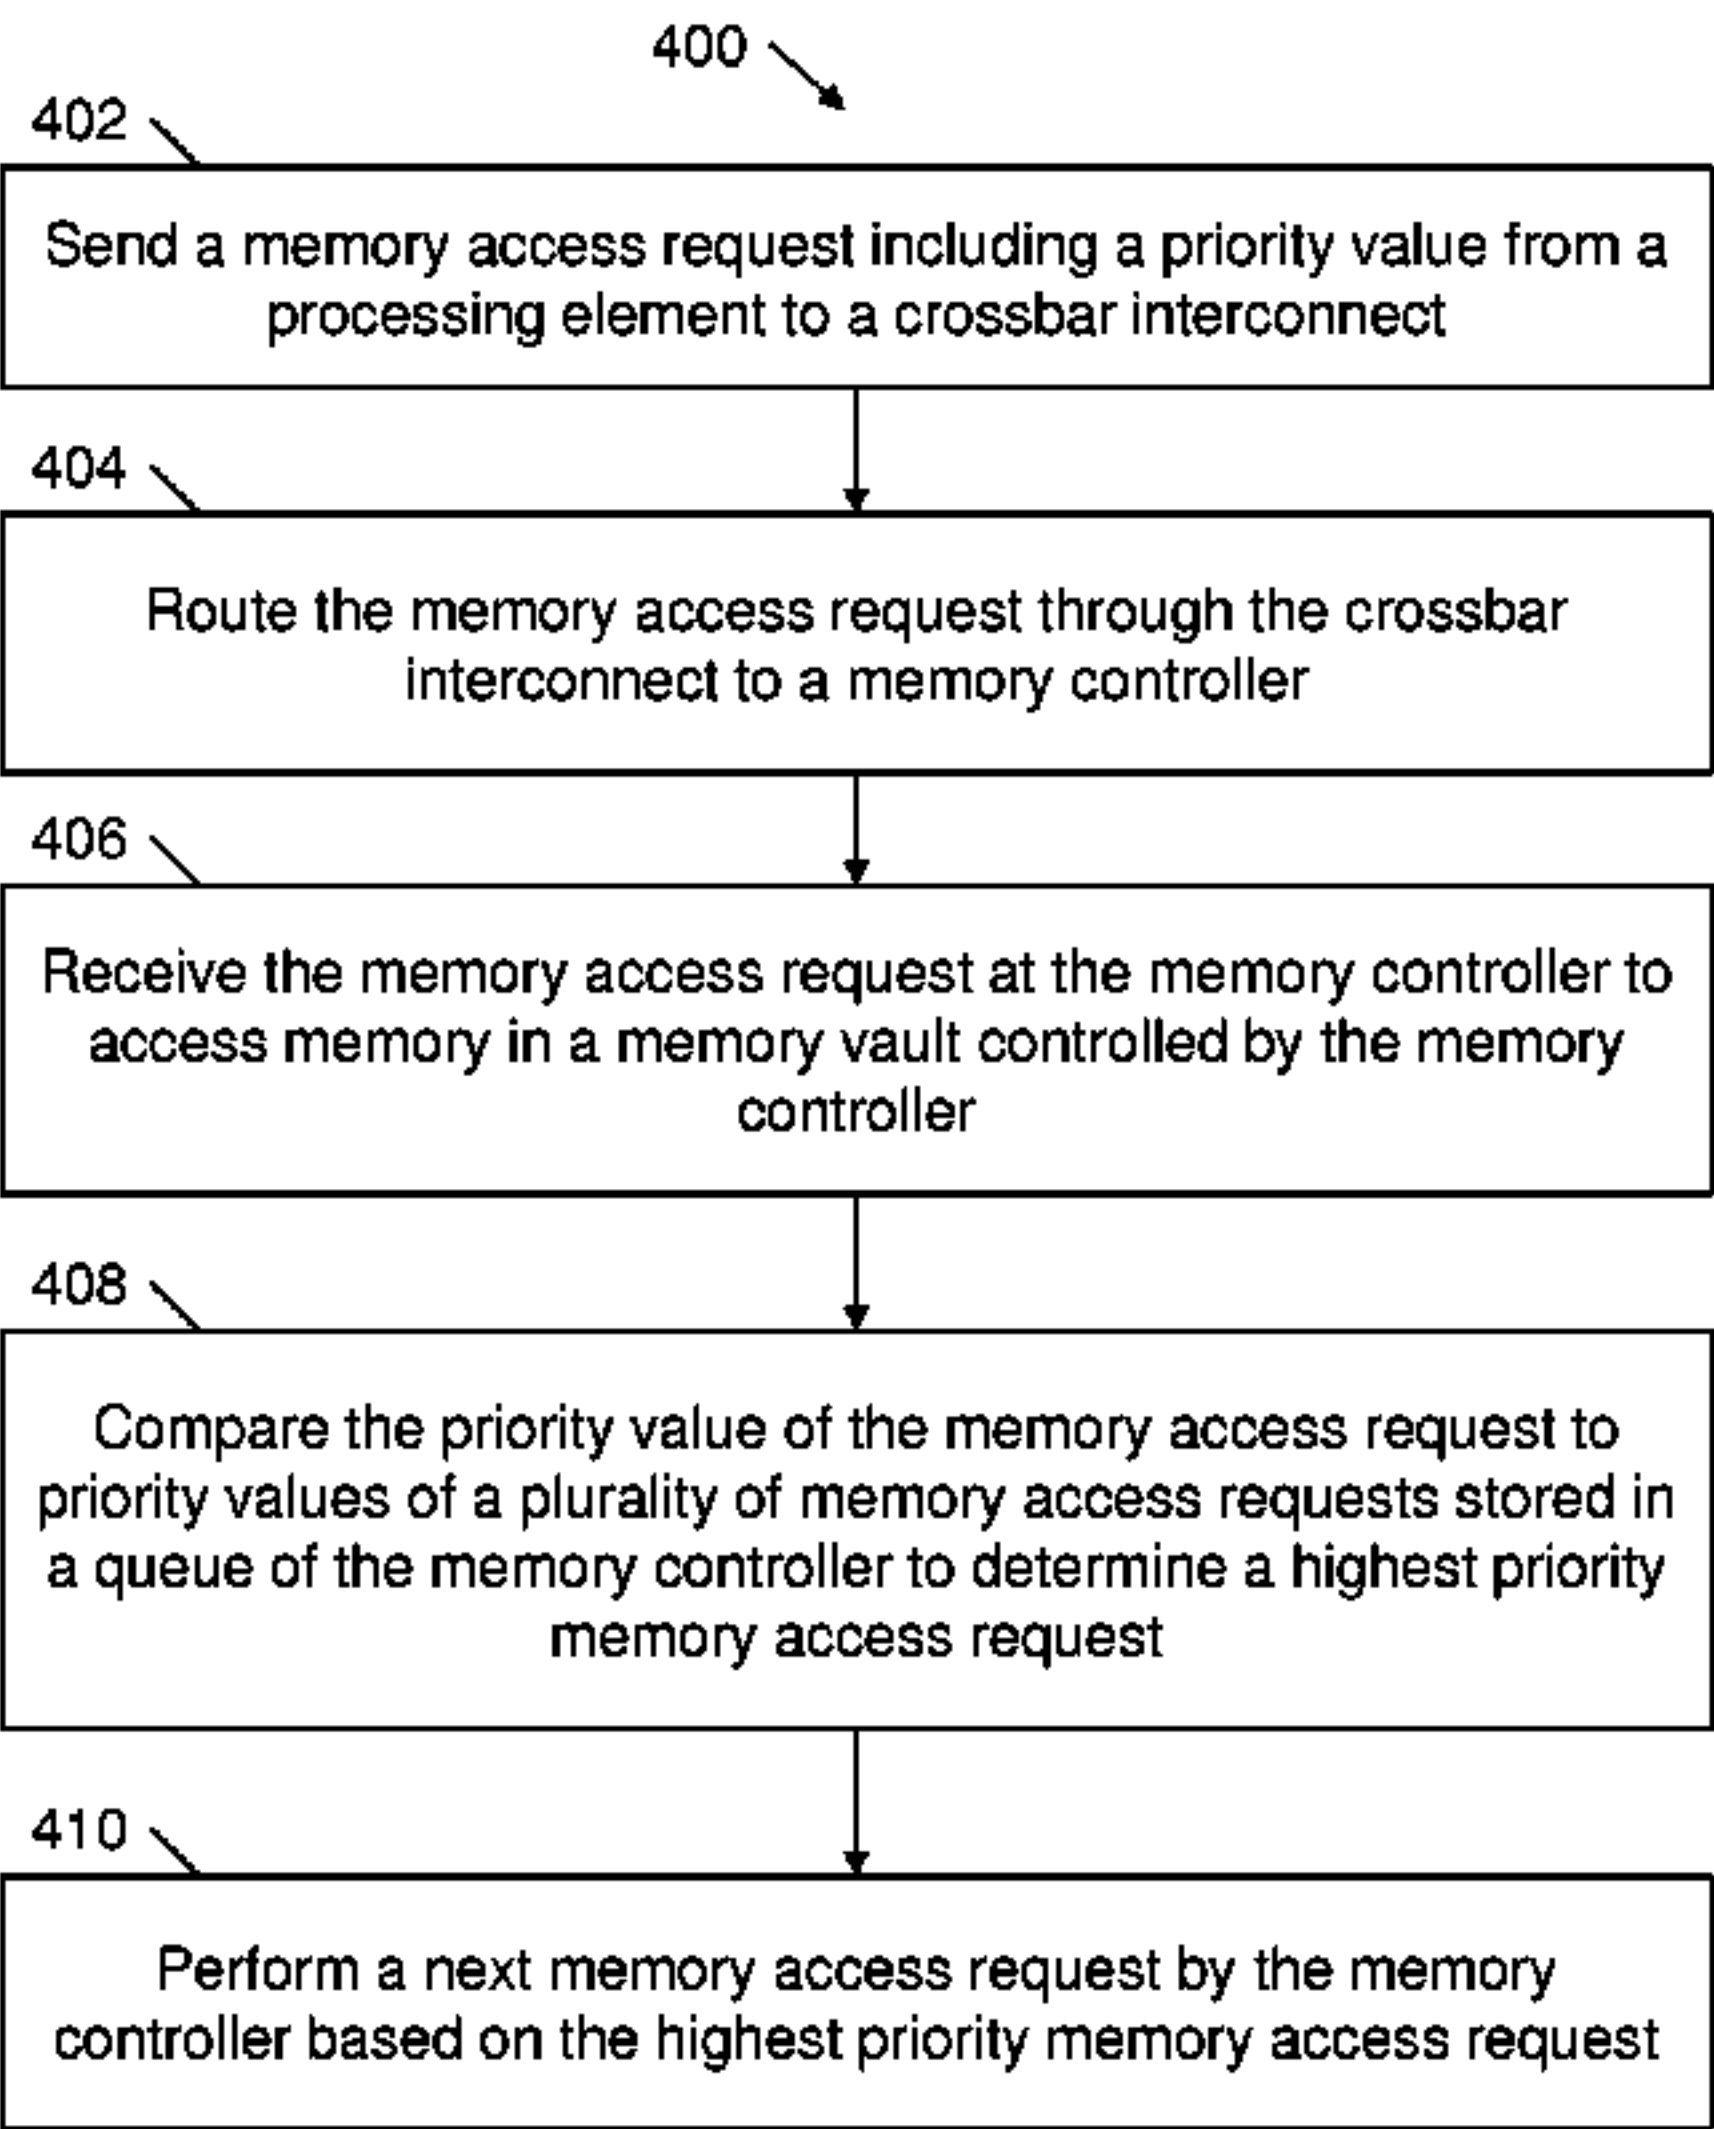 400
402
Send a memory access request including a priority value from a
processing element to a crossbar interconnect
404
Route the memory access request through the crossbar
interconnect to a memory controller
406
Receive the memory access request at the memory controller to
access memory in a memory vault controlled by the memory
controller
408
Compare the priority value of the memory access request to
priority values of a plurality of memory access requests stored in
a queue of the memory controller to determine a highest priority
memory access request
410
Perform a next memory access request by the memory
controller based on the highest priority memory access request